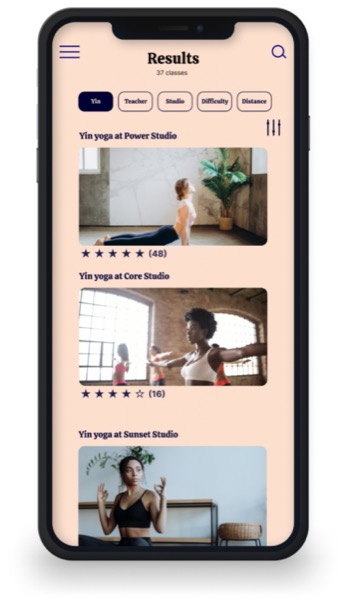 Results
37 classes
Yin Teacher Studio Difficulty Distance
Yin yoga at Power Studio
★ ★ ★ ★ ★ (48)
Yin yoga at Core Studio
★ ★ ★ ★ ☆ (16)
Yin yoga at Sunset Studio